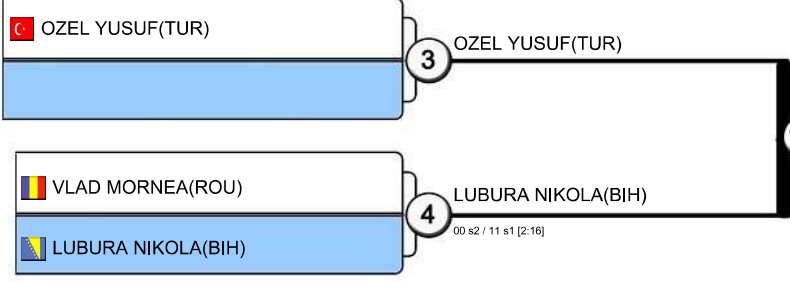 OZEL YUSUF(TUR)
3
OZEL YUSUF(TUR)
VLAD MORNEA(ROU)
4
LUBURA NIKOLA(BIH)
00 s2 / 11 s1 [2:16]
LUBURA NIKOLA(BIH)